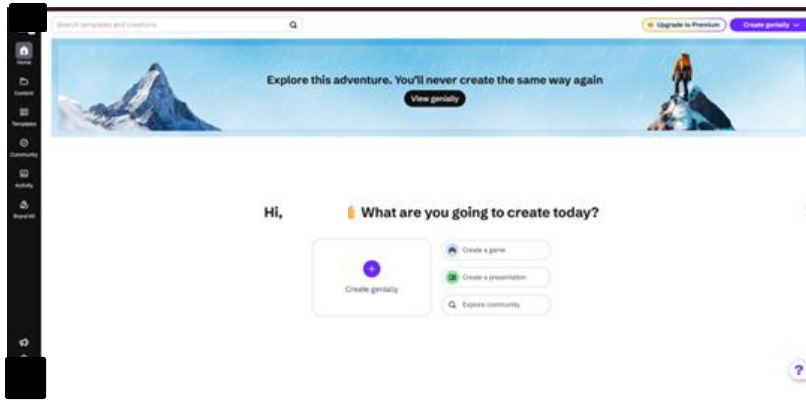 Search templates and creations
Upgrade to Premium
Create genially
Home
Content
Templates
Community
Activity
Brand Kit
Explore this adventure. You'll never create the same way again
View genially
Hi, What are you going to create today?
Create genially
Create a game
Create a presentation
Explore community
?